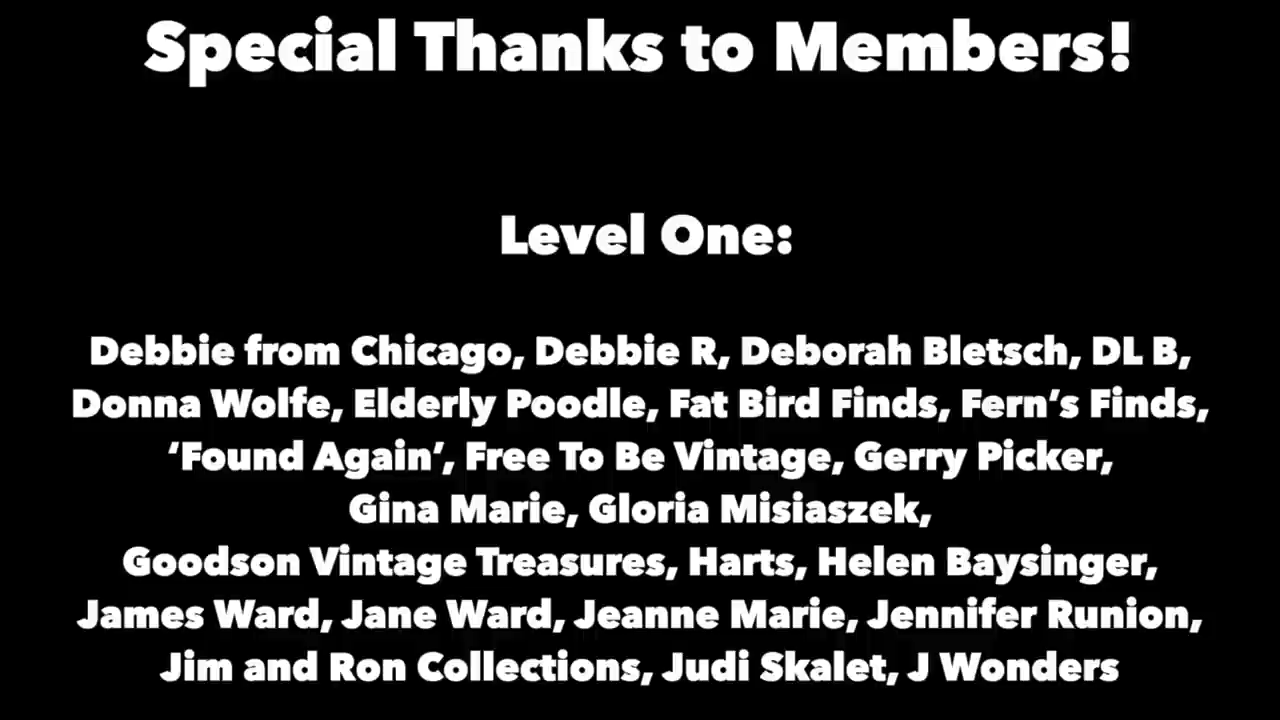 Special Thanks to Members!
Level One:
Debbie from Chicago, Debbie R, Deborah Bletsch, DL B,
Donna Wolfe, Elderly Poodle, Fat Bird Finds, Fern’s Finds,
‘Found Again’, Free To Be Vintage, Gerry Picker,
Gina Marie, Gloria Misiaszek,
Goodson Vintage Treasures, Harts, Helen Baysinger,
James Ward, Jane Ward, Jeanne Marie, Jennifer Runion,
Jim and Ron Collections, Judi Skalet, J Wonders